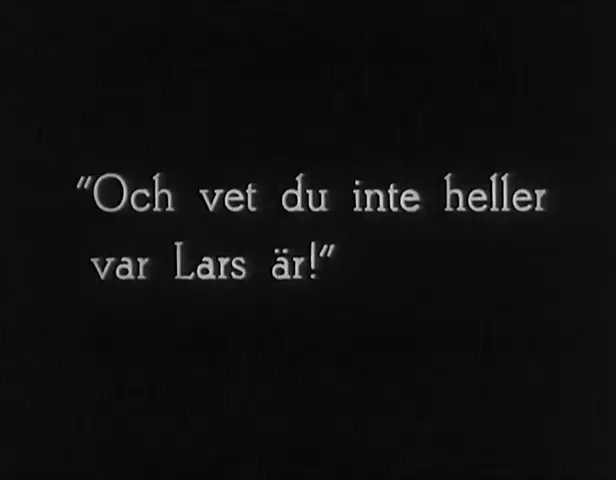 "Och vet du inte heller
var Lars är!"